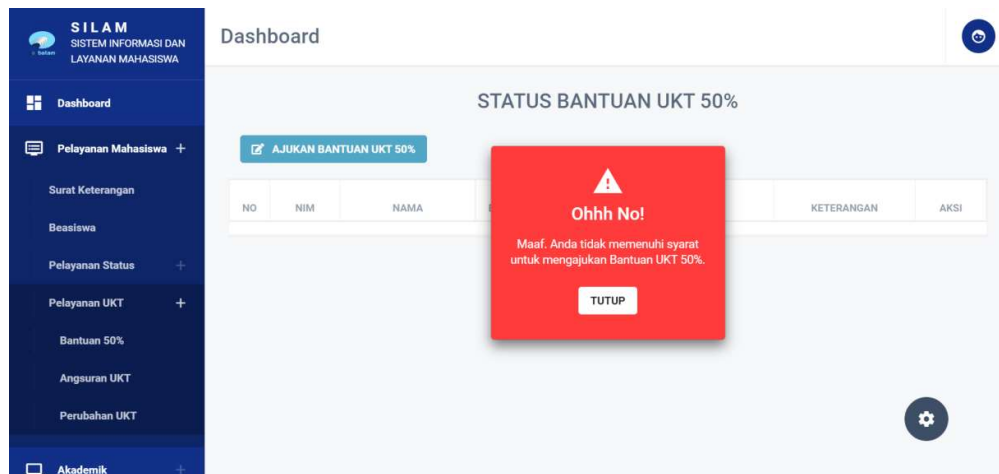 SILAM
SISTEM INFORMASI DAN
LAYANAN MAHASISWA
Dashboard
Dashboard
Pelayanan Mahasiswa +
Surat Keterangan
Beasiswa
Pelayanan Status +
Pelayanan UKT +
Bantuan 50%
Angsuran UKT
Perubahan UKT
Akademik +
STATUS BANTUAN UKT 50%
AJUKAN BANTUAN UKT 50%
NO NIM NAMA KETERANGAN AKSI
Ohhh No!
Maaf. Anda tidak memenuhi syarat
untuk mengajukan Bantuan UKT 50%.
TUTUP